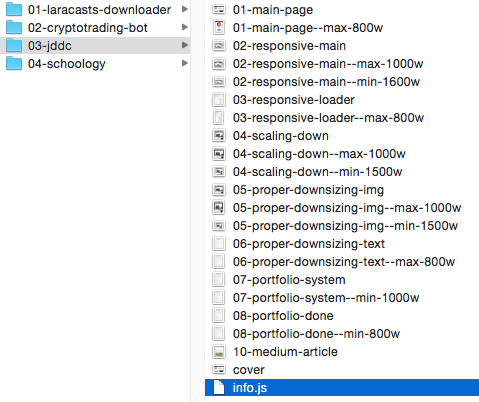 01-laracasts-downloader
02-cryptotrading-bot
03-jddc
04-schoology
01-main-page
01-main-page--max-800w
02-responsive-main
02-responsive-main--max-1000w
02-responsive-main--min-1600w
03-responsive-loader
03-responsive-loader--max-800w
04-scaling-down
04-scaling-down--max-1000w
04-scaling-down--min-1500w
05-proper-downsizing-img
05-proper-downsizing-img--max-1000w
05-proper-downsizing-img--min-1500w
06-proper-downsizing-text
06-proper-downsizing-text--max-800w
07-portfolio-system
07-portfolio-system--min-1000w
08-portfolio-done
08-portfolio-done--min-800w
10-medium-article
cover
info.js